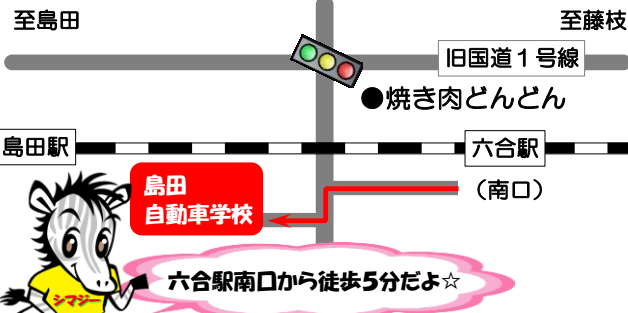 至島田
至藤枝
旧国道1号線
●焼き肉どんどん
島田駅
六合駅
(南口)
島田
自動車学校
六合駅南口から徒歩5分だよ☆
シマジー